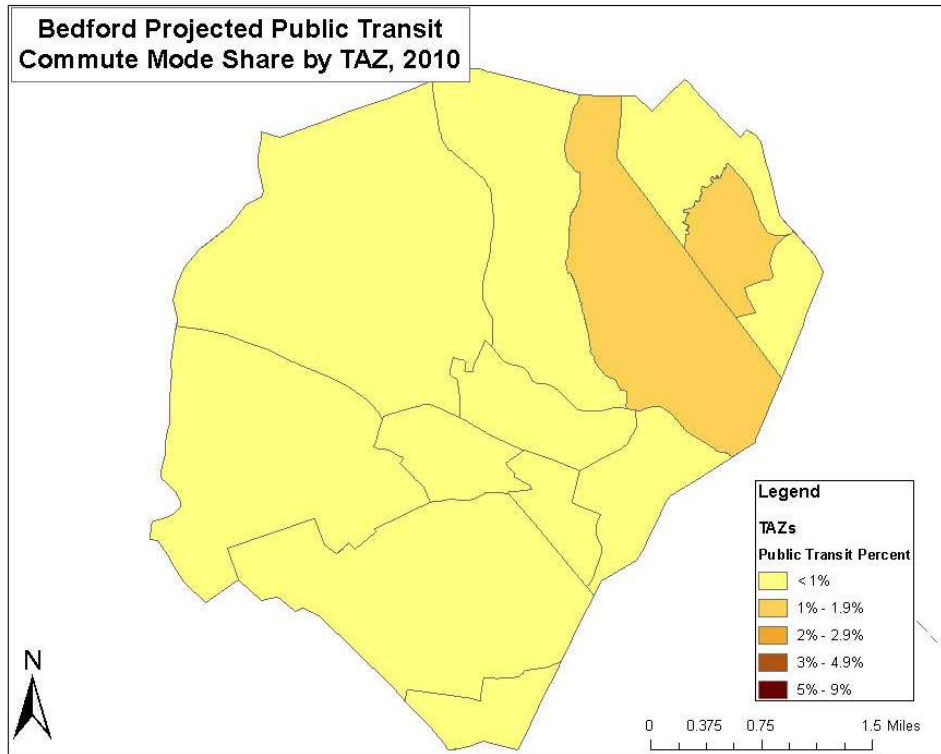 Bedford Projected Public Transit
Commute Mode Share by TAZ, 2010
Legend
TAZs
Public Transit Percent
< 1%
1% - 1.9%
2% - 2.9%
3% - 4.9%
5% - 9%
N
0 0.375 0.75 1.5 Miles